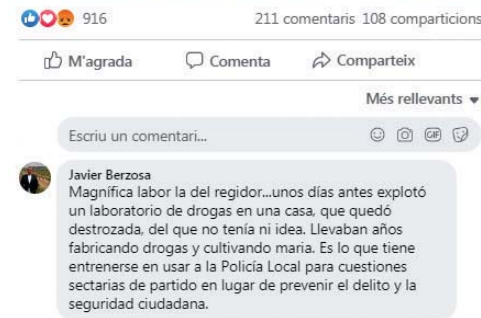 916
211 comentaris 108 comparticions
M'agrada Comenta Comparteix
Més rellevants
Escriu un comentari... GIF
Javier Berzosa
Magnífica labor la del regidor...unos días antes explotó
un laboratorio de drogas en una casa, que quedó
destrozada, del que no tenía ni idea. Llevaban años
fabricando drogas y cultivando maria. Es lo que tiene
entrenerse en usar a la Policía Local para cuestiones
sectarias de partido en lugar de prevenir el delito y la
seguridad ciudadana.